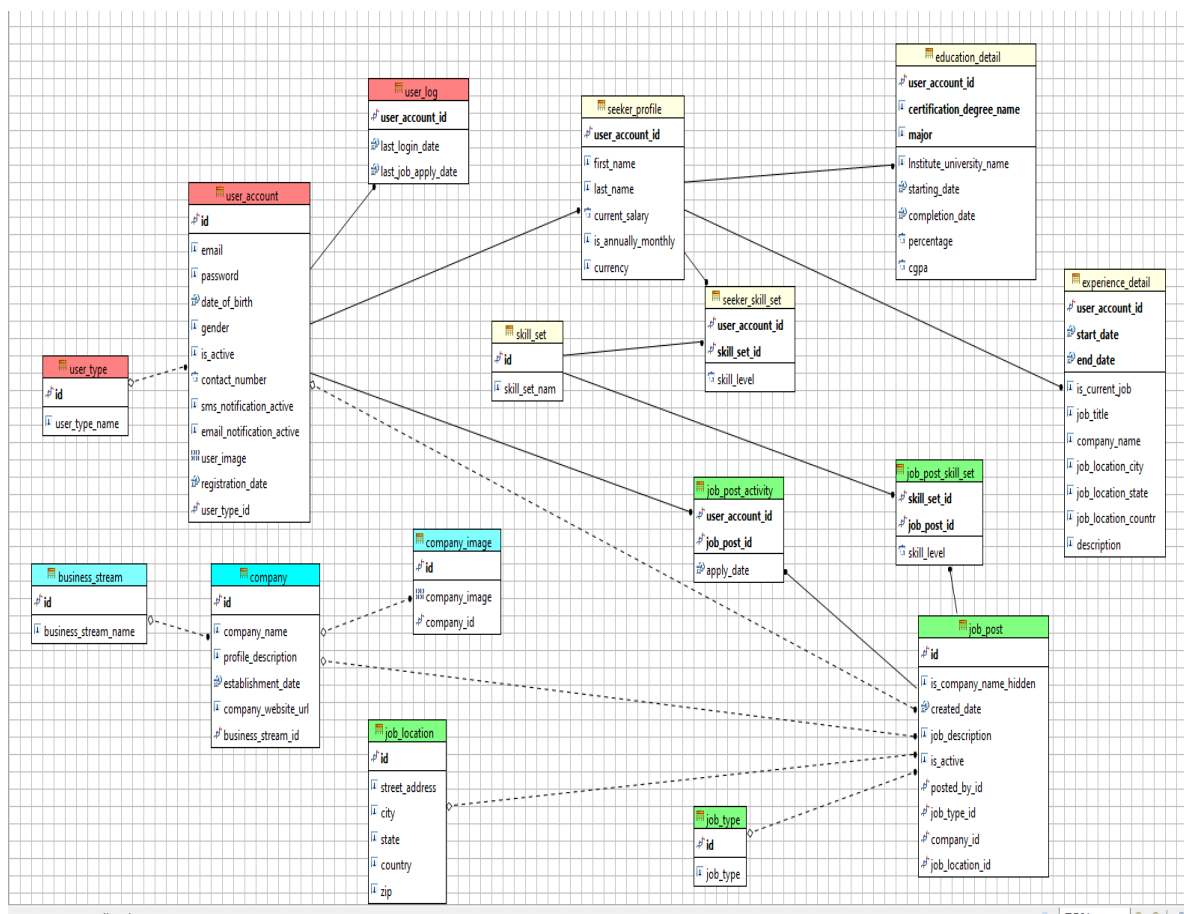 user_log
user_account_id
last_login_date
last_job_apply_date
seeker_profile
user_account_id
first_name
last_name
current_salary
is_annually_monthly
currency
education_detail
user_account_id
certification_degree_name
major
Institute_university_name
starting_date
completion_date
percentage
cgpa
user_account
id
email
password
date_of_birth
gender
is_active
contact_number
sms_notification_active
email_notification_active
user_image
registration_date
user_type_id
user_type
id
user_type_name
skill_set
id
skill_set_nam
seeker_skill_set
user_account_id
skill_set_id
skill_level
experience_detail
user_account_id
start_date
end_date
is_current_job
job_title
company_name
job_location_city
job_location_state
job_location_countr
description
job_post_activity
user_account_id
job_post_id
apply_date
job_post_skill_set
skill_set_id
job_post_id
skill_level
business_stream
id
business_stream_name
company
id
company_name
profile_description
establishment_date
company_website_url
business_stream_id
company_image
id
company_image
company_id
job_location
id
street_address
city
state
country
zip
job_type
id
job_type
job_post
id
is_company_name_hidden
created_date
job_description
is_active
posted_by_id
job_type_id
company_id
job_location_id